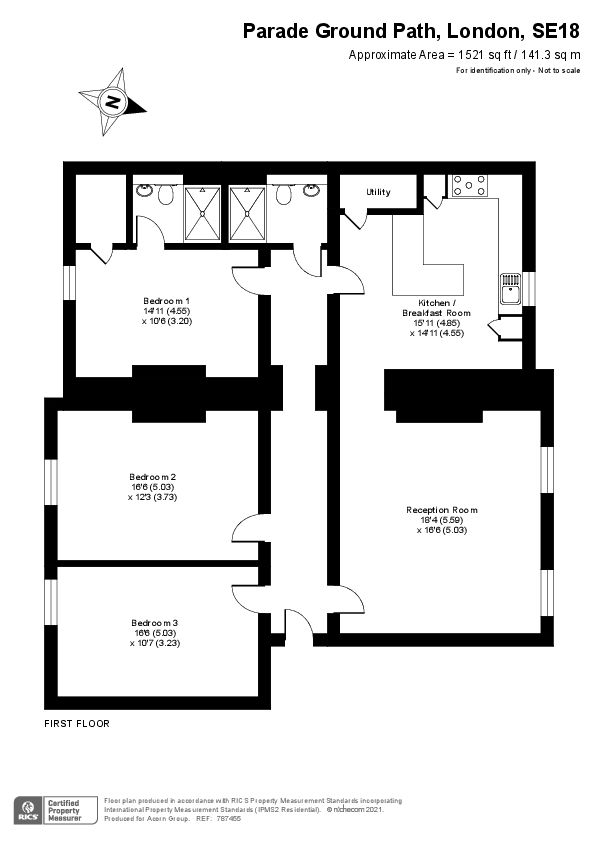 Parade Ground Path, London, SE18
Approximate Area = 1521 sq ft / 141.3 sq m
For identification only - Not to scale
N
Utility
Bedroom 1
14'11 (4.55)
x 10'6 (3.20)
Kitchen /
Breakfast Room
15'11 (4.85)
x 14'11 (4.55)
Bedroom 2
16'6 (5.03)
x 12'3 (3.73)
Reception Room
18'4 (5.59)
x 16'6 (5.03)
Bedroom 3
16'6 (5.03)
x 10'7 (3.23)
FIRST FLOOR
RICS
Certified
Property
Measurer
Floor plan produced in accordance with RICS Property Measurement Standards incorporating
International Property Measurement Standards (IPMS2 Residential). © nichecom 2021.
Produced for Acorn Group. REF: 787465